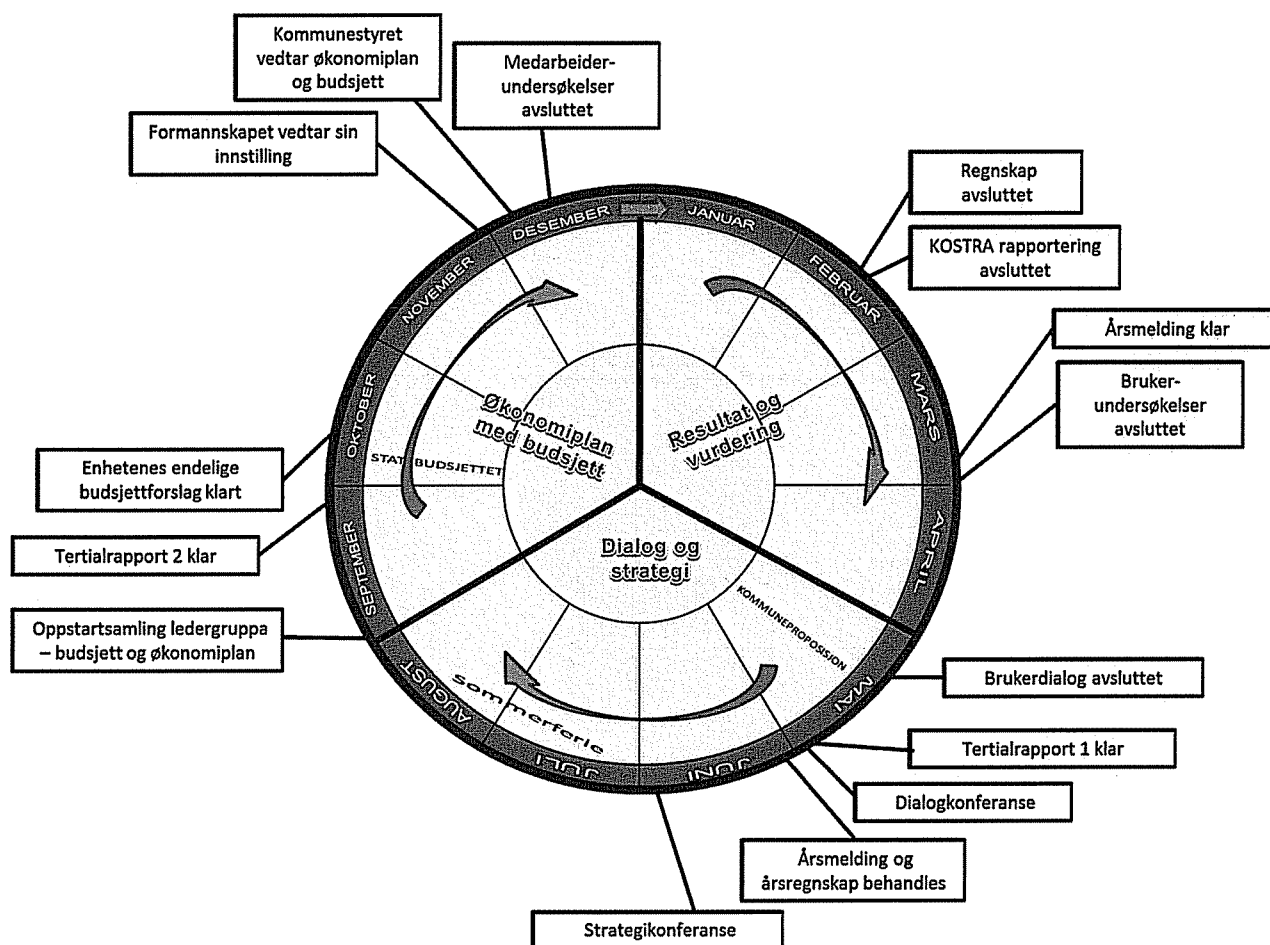 Kommunestyret
vedtar økonomiplan
og budsjett
Medarbeider-
undersøkelser
avsluttet
Formannskapet vedtar sin
innstilling
Regnskap
avsluttet
KOSTRA rapportering
avsluttet
Årsmelding klar
Bruker-
undersøkelser
avsluttet
Enhetenes endelige
budsjettforslag klart
Tertialrapport 2 klar
Oppstartsamling ledergruppa
– budsjett og økonomiplan
Brukerdialog avsluttet
Tertialrapport 1 klar
Dialogkonferanse
Årsmelding og
årsregnskap behandles
Strategikonferanse
JANUAR
FEBRUAR
MARS
APRIL
MAI
JUNI
JULI
AUGUST
SEPTEMBER
OKTOBER
NOVEMBER
DESEMBER
Økonomiplan
med budsjett
Resultat og
vurdering
Dialog og
strategi
STAT BUDSJETTET
KOMMUNEPROPOSISJON
sommerferie